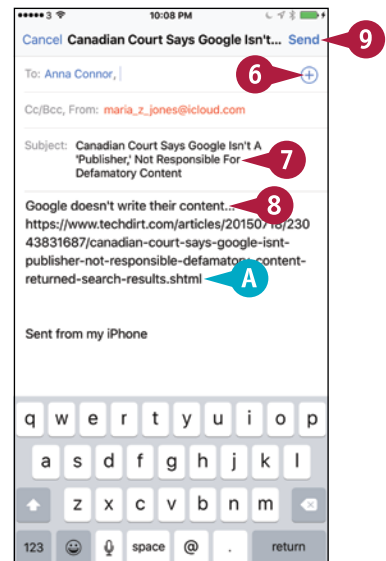 3 10:08 PM
Cancel Canadian Court Says Google Isn't... Send
9
To: Anna Connor,
6
Cc/Bcc, From: maria_z_jones@icloud.com
Subject: Canadian Court Says Google Isn't A
'Publisher,' Not Responsible For
Defamatory Content
7
Google doesn't write their content...
8
https://www.techdirt.com/articles/20150716/230
43831687/canadian-court-says-google-isnt-
publisher-not-responsible-defamatory-content-
returned-search-results.shtml
A
Sent from my iPhone
q w e r t y u i o p
a s d f g h j k l
z x c v b n m
123 space @ . return